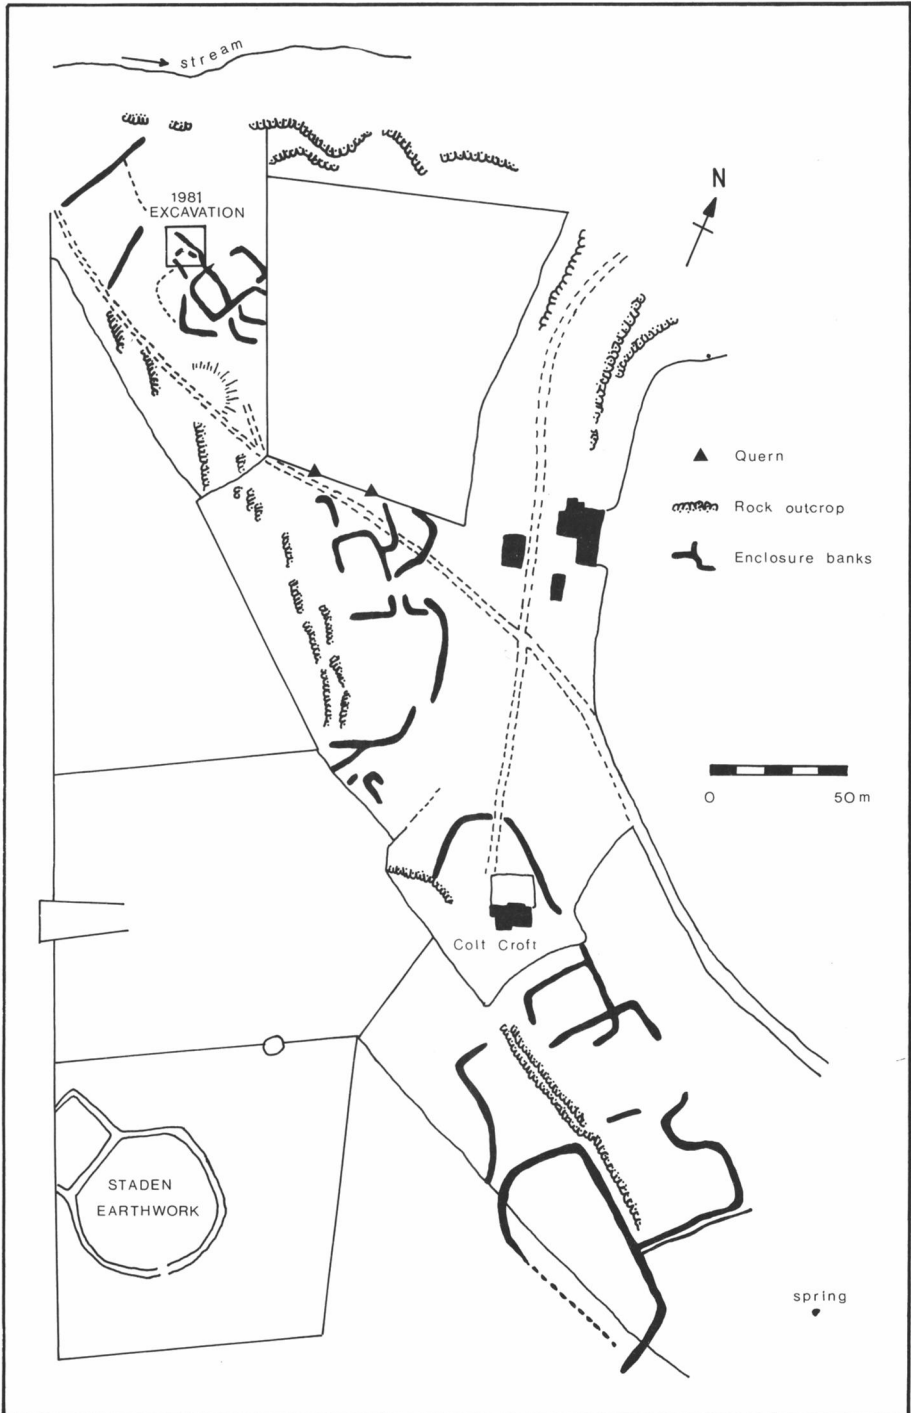 stream
1981
EXCAVATION
N
Quern
Rock outcrop
Enclosure banks
0 50m
Colt Croft
STADEN
EARTHWORK
spring